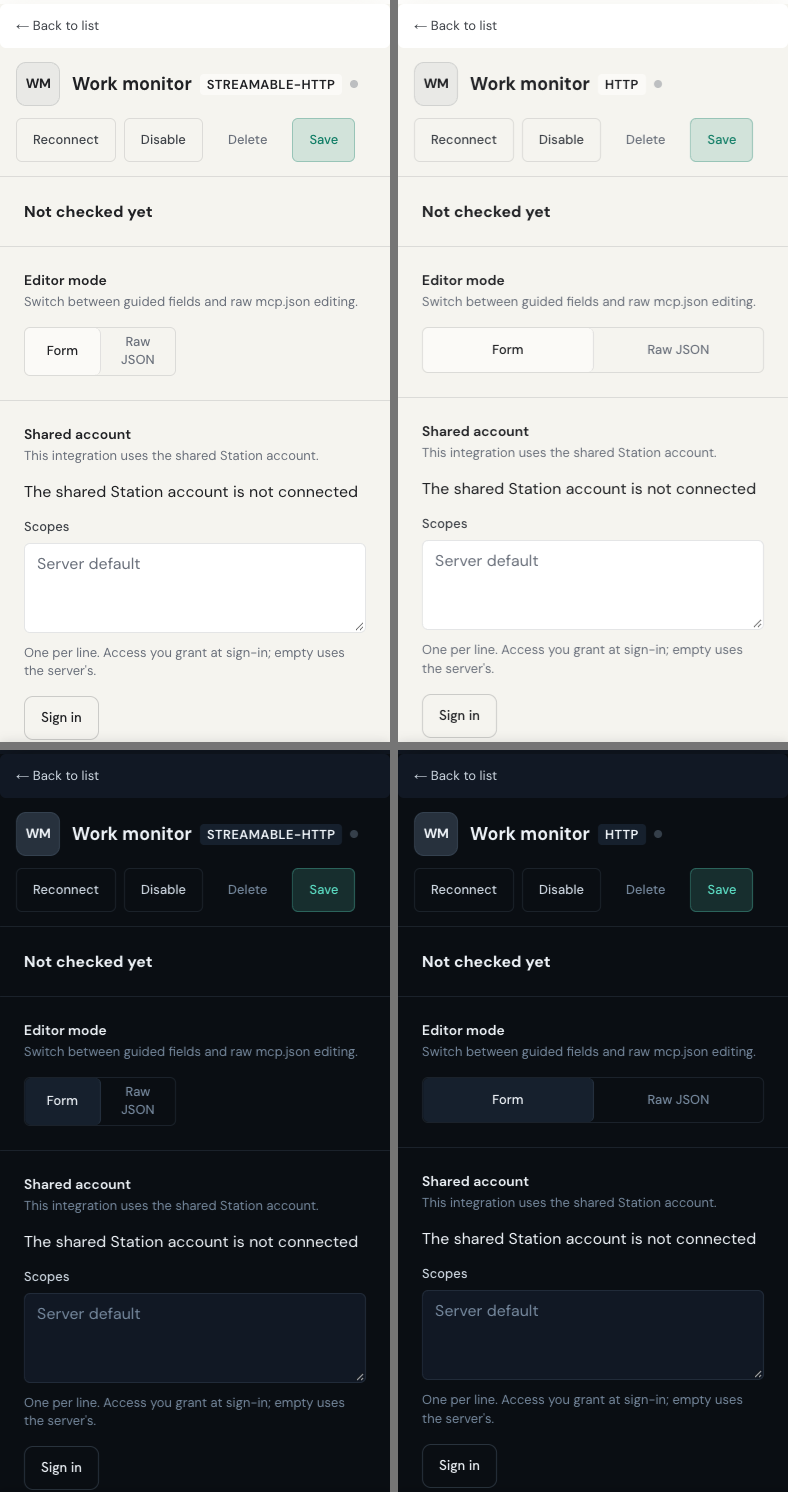 ← Back to list
WM Work monitor STREAMABLE-HTTP
Reconnect Disable Delete Save
Not checked yet
Editor mode
Switch between guided fields and raw mcp.json editing.
Form Raw JSON
Shared account
This integration uses the shared Station account.
The shared Station account is not connected
Scopes
Server default
One per line. Access you grant at sign-in; empty uses
the server's.
Sign in
← Back to list
WM Work monitor HTTP
Reconnect Disable Delete Save
Not checked yet
Editor mode
Switch between guided fields and raw mcp.json editing.
Form Raw JSON
Shared account
This integration uses the shared Station account.
The shared Station account is not connected
Scopes
Server default
One per line. Access you grant at sign-in; empty uses
the server's.
Sign in
← Back to list
WM Work monitor STREAMABLE-HTTP
Reconnect Disable Delete Save
Not checked yet
Editor mode
Switch between guided fields and raw mcp.json editing.
Form Raw JSON
Shared account
This integration uses the shared Station account.
The shared Station account is not connected
Scopes
Server default
One per line. Access you grant at sign-in; empty uses
the server's.
Sign in
← Back to list
WM Work monitor HTTP
Reconnect Disable Delete Save
Not checked yet
Editor mode
Switch between guided fields and raw mcp.json editing.
Form Raw JSON
Shared account
This integration uses the shared Station account.
The shared Station account is not connected
Scopes
Server default
One per line. Access you grant at sign-in; empty uses
the server's.
Sign in